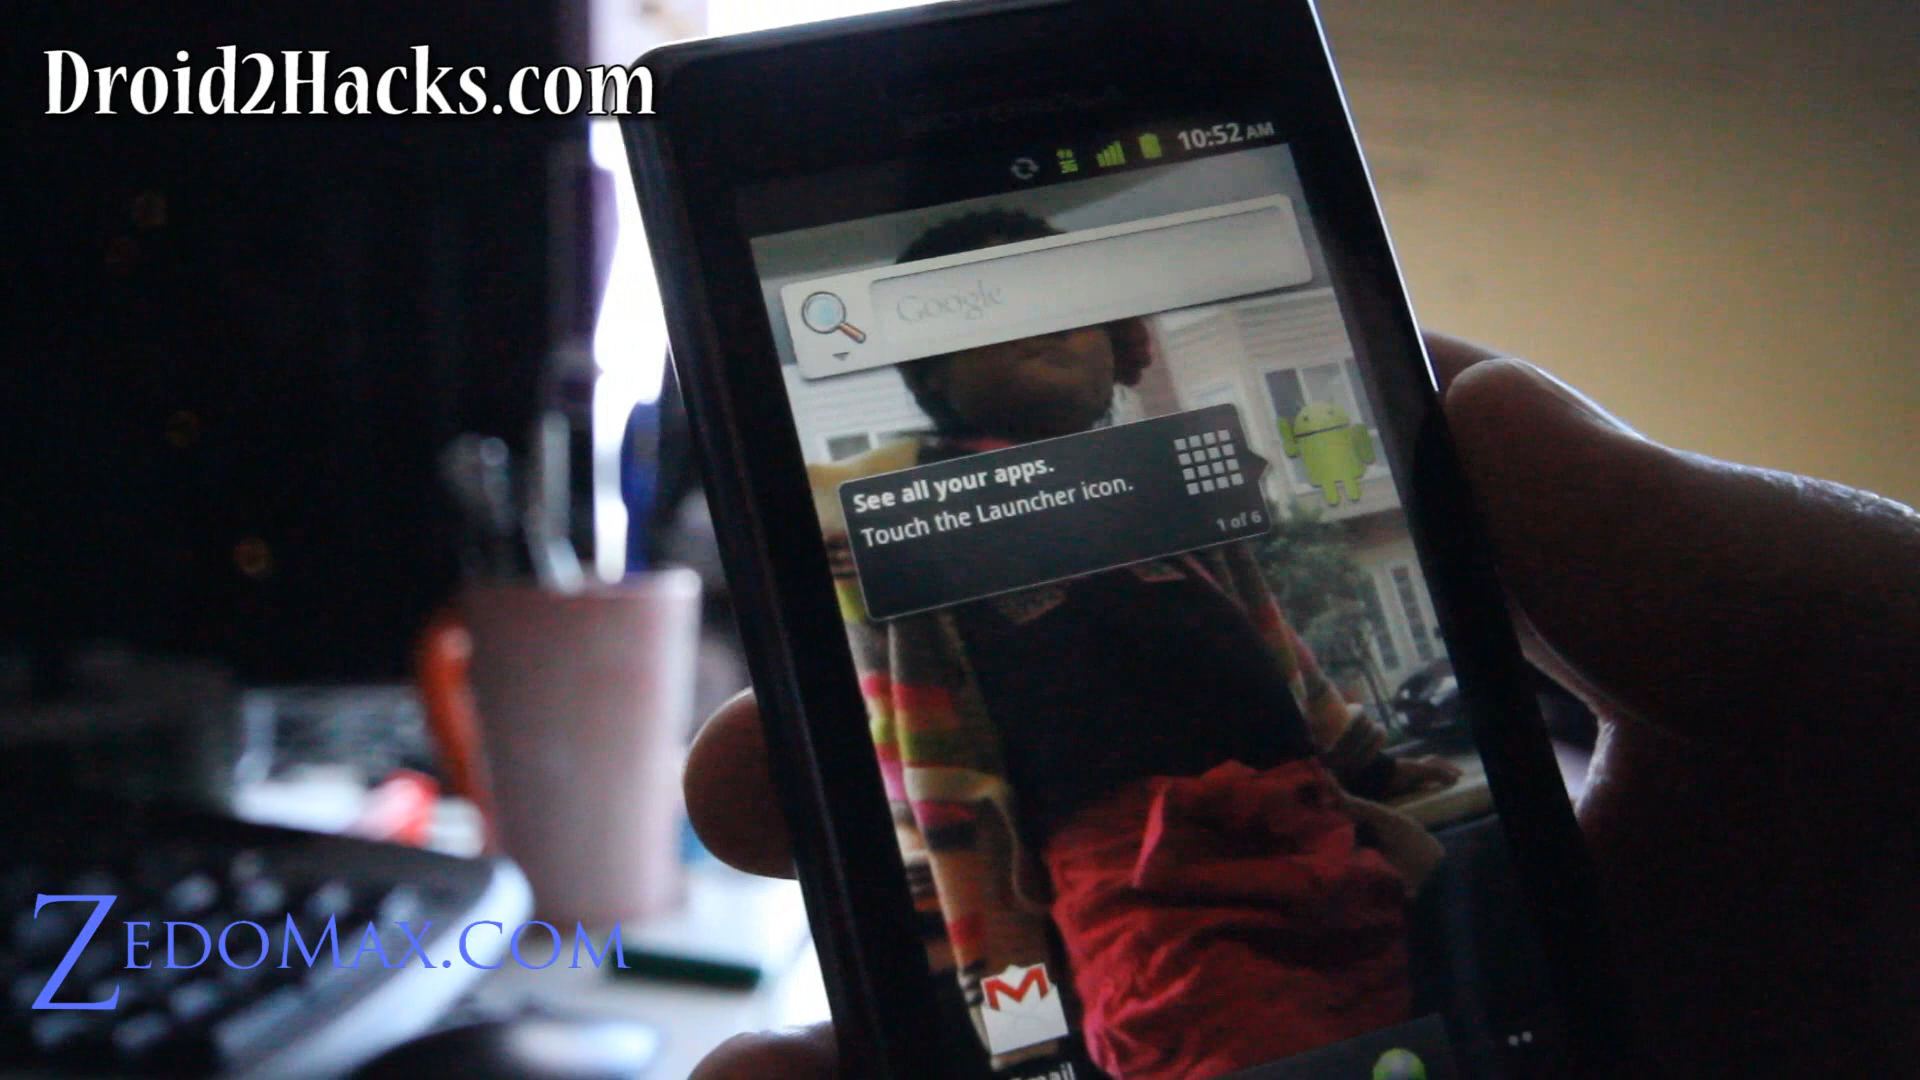 Droid2Hacks.com
10:52 AM
3G
Google
See all your apps.
Touch the Launcher icon.
1 of 6
ZEDOMAX.COM